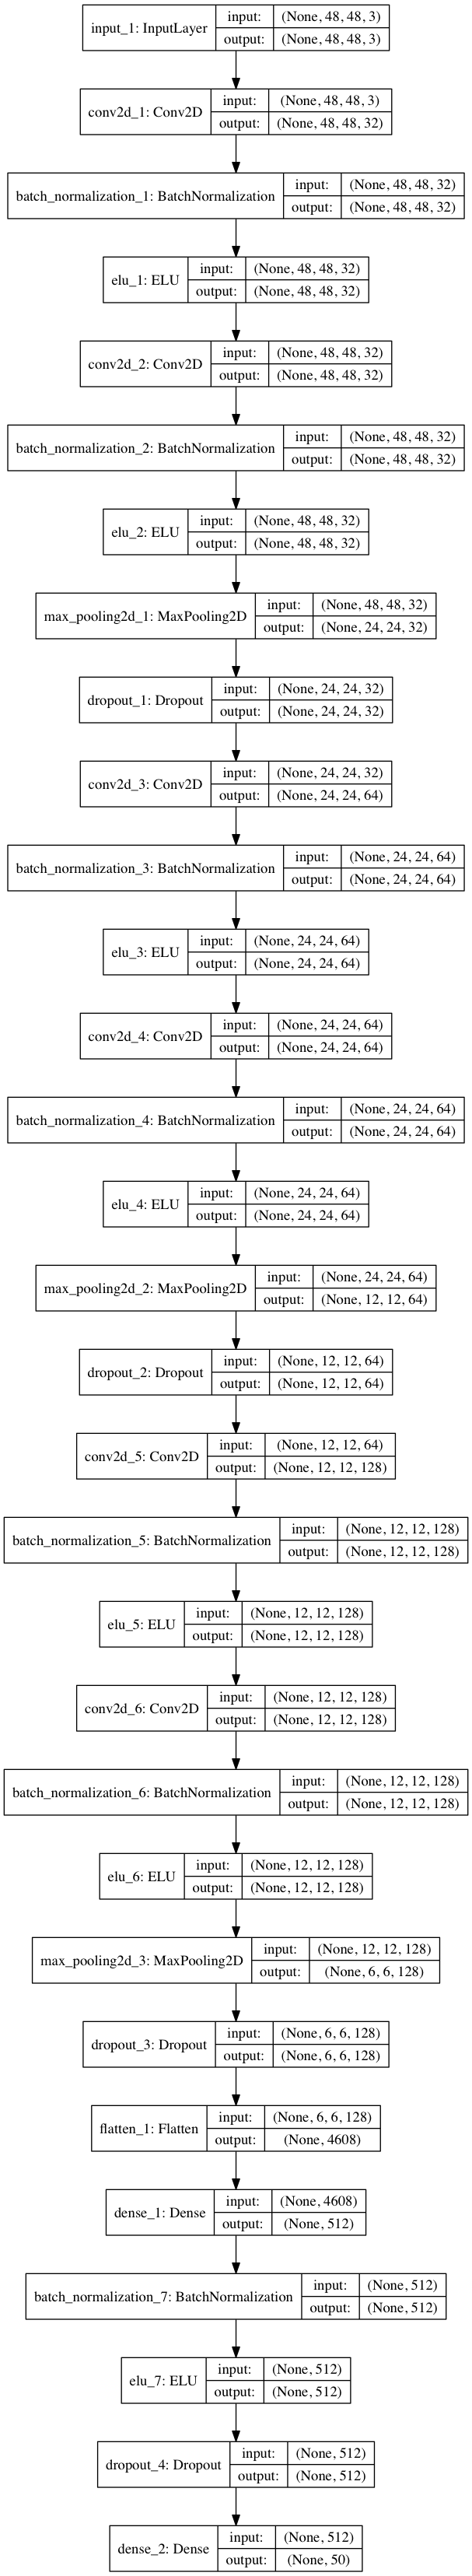 input_1: InputLayer
input: (None, 48, 48, 3)
output: (None, 48, 48, 3)
conv2d_1: Conv2D
input: (None, 48, 48, 3)
output: (None, 48, 48, 32)
batch_normalization_1: BatchNormalization
input: (None, 48, 48, 32)
output: (None, 48, 48, 32)
elu_1: ELU
input: (None, 48, 48, 32)
output: (None, 48, 48, 32)
conv2d_2: Conv2D
input: (None, 48, 48, 32)
output: (None, 48, 48, 32)
batch_normalization_2: BatchNormalization
input: (None, 48, 48, 32)
output: (None, 48, 48, 32)
elu_2: ELU
input: (None, 48, 48, 32)
output: (None, 48, 48, 32)
max_pooling2d_1: MaxPooling2D
input: (None, 48, 48, 32)
output: (None, 24, 24, 32)
dropout_1: Dropout
input: (None, 24, 24, 32)
output: (None, 24, 24, 32)
conv2d_3: Conv2D
input: (None, 24, 24, 32)
output: (None, 24, 24, 64)
batch_normalization_3: BatchNormalization
input: (None, 24, 24, 64)
output: (None, 24, 24, 64)
elu_3: ELU
input: (None, 24, 24, 64)
output: (None, 24, 24, 64)
conv2d_4: Conv2D
input: (None, 24, 24, 64)
output: (None, 24, 24, 64)
batch_normalization_4: BatchNormalization
input: (None, 24, 24, 64)
output: (None, 24, 24, 64)
elu_4: ELU
input: (None, 24, 24, 64)
output: (None, 24, 24, 64)
max_pooling2d_2: MaxPooling2D
input: (None, 24, 24, 64)
output: (None, 12, 12, 64)
dropout_2: Dropout
input: (None, 12, 12, 64)
output: (None, 12, 12, 64)
conv2d_5: Conv2D
input: (None, 12, 12, 64)
output: (None, 12, 12, 128)
batch_normalization_5: BatchNormalization
input: (None, 12, 12, 128)
output: (None, 12, 12, 128)
elu_5: ELU
input: (None, 12, 12, 128)
output: (None, 12, 12, 128)
conv2d_6: Conv2D
input: (None, 12, 12, 128)
output: (None, 12, 12, 128)
batch_normalization_6: BatchNormalization
input: (None, 12, 12, 128)
output: (None, 12, 12, 128)
elu_6: ELU
input: (None, 12, 12, 128)
output: (None, 12, 12, 128)
max_pooling2d_3: MaxPooling2D
input: (None, 12, 12, 128)
output: (None, 6, 6, 128)
dropout_3: Dropout
input: (None, 6, 6, 128)
output: (None, 6, 6, 128)
flatten_1: Flatten
input: (None, 6, 6, 128)
output: (None, 4608)
dense_1: Dense
input: (None, 4608)
output: (None, 512)
batch_normalization_7: BatchNormalization
input: (None, 512)
output: (None, 512)
elu_7: ELU
input: (None, 512)
output: (None, 512)
dropout_4: Dropout
input: (None, 512)
output: (None, 512)
dense_2: Dense
input: (None, 512)
output: (None, 50)